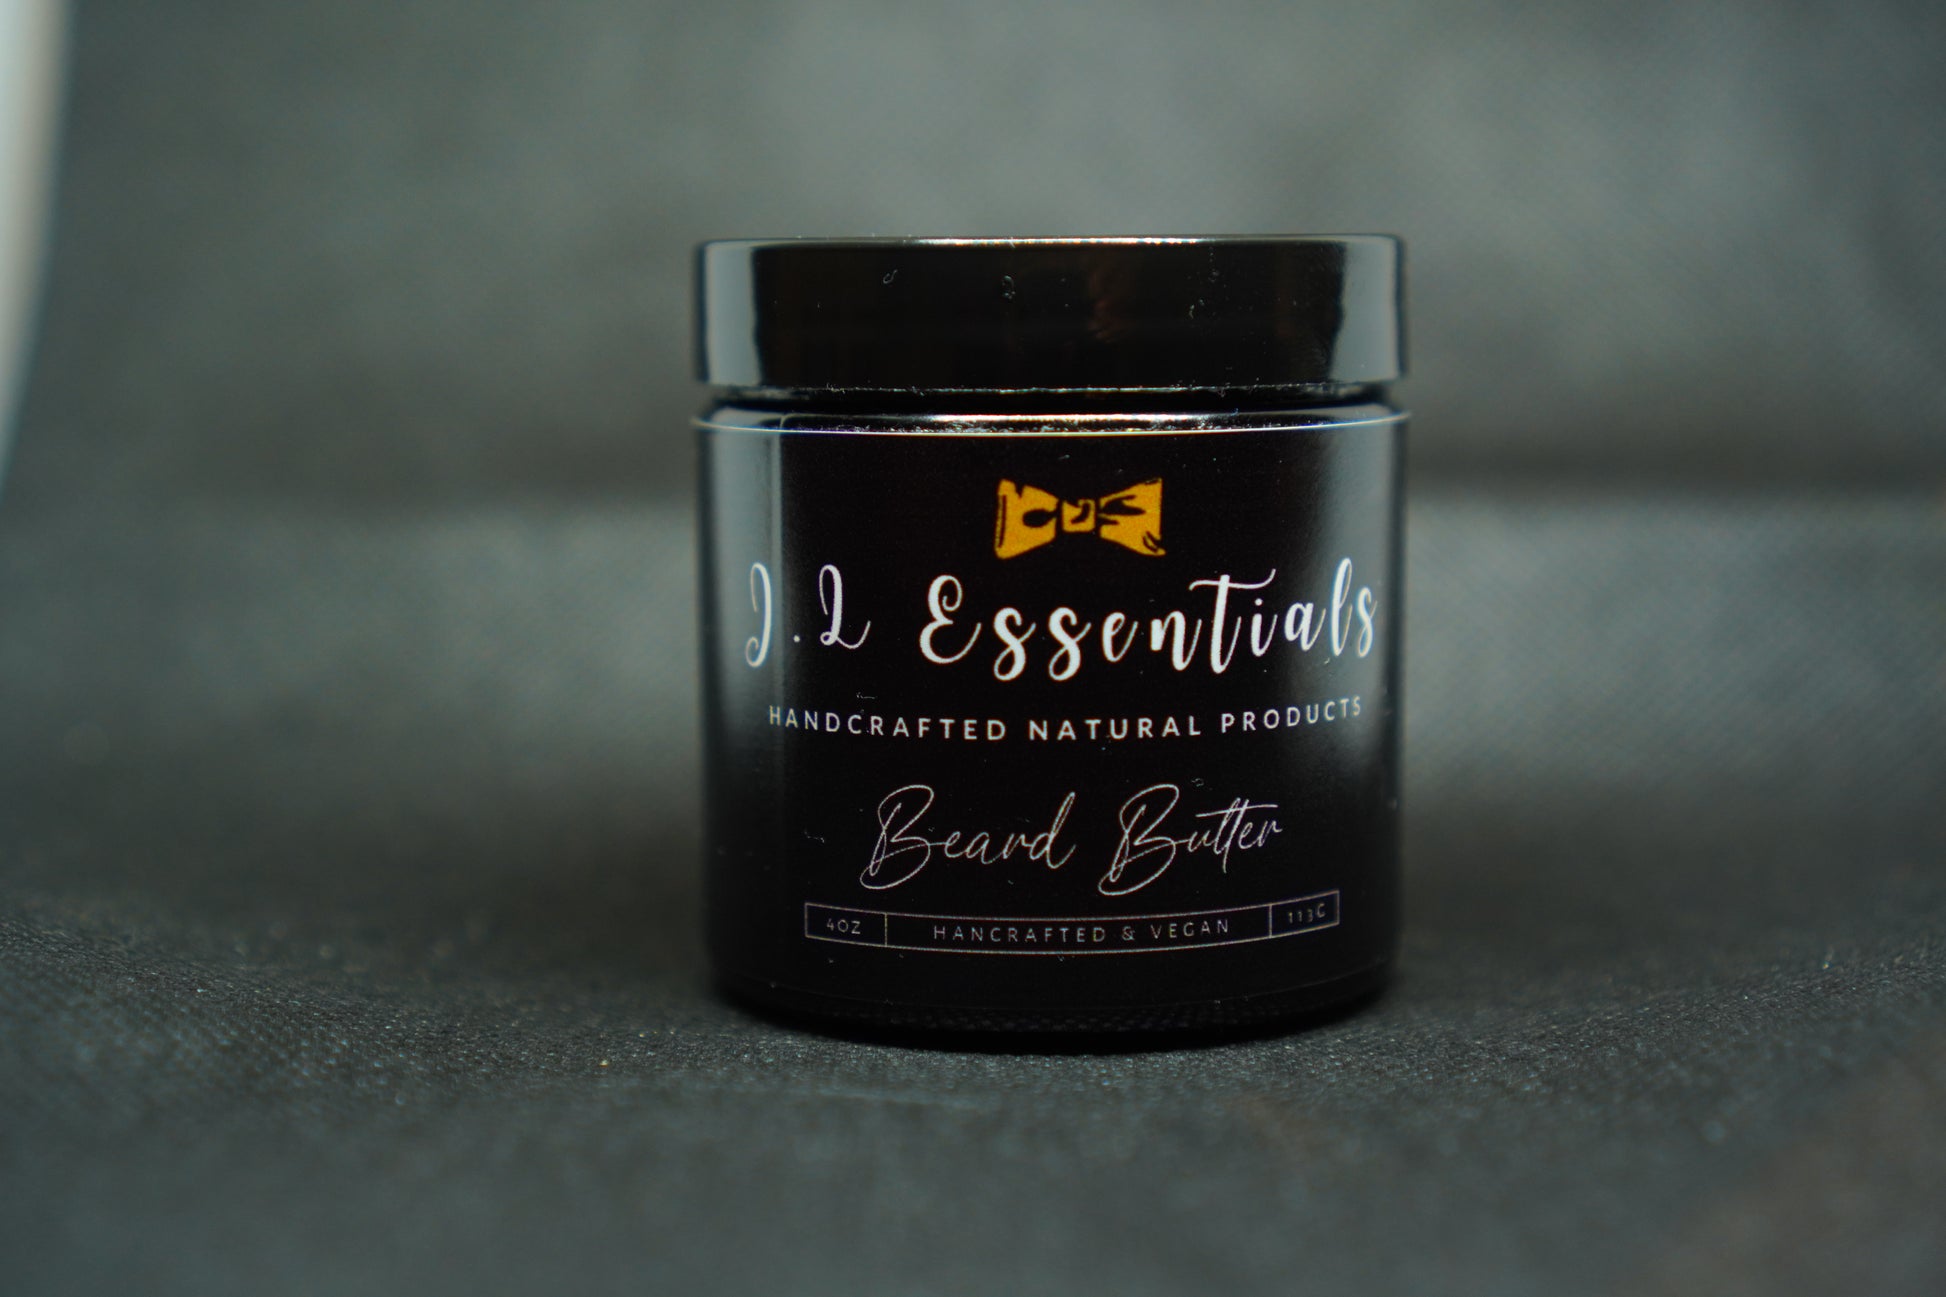 J.L Essentials
HANDCRAFTED NATURAL PRODUCTS
Beard Butter
4OZ HANCRAFTED & VEGAN 113G